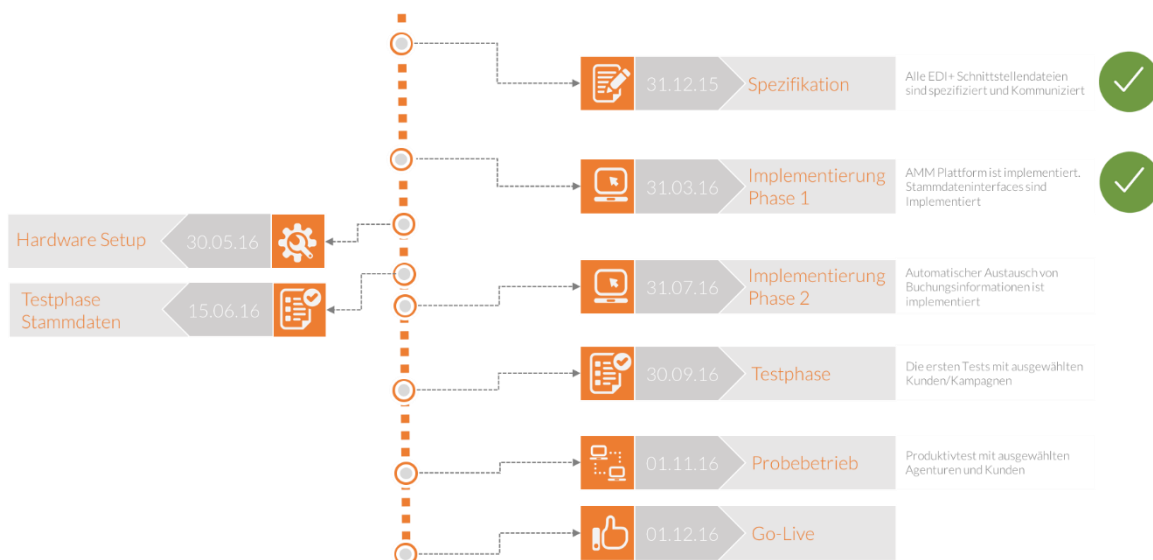 31.12.15
Spezifikation
Alle EDI+ Schnittstellendateien
sind spezifiziert und Kommuniziert
31.03.16
Implementierung
Phase 1
AMM Plattform ist implementiert.
Stammdateninterfaces sind
Implementiert
Hardware Setup
30.05.16
Testphase
Stammdaten
15.06.16
31.07.16
Implementierung
Phase 2
Automatischer Austausch von
Buchungsinformationen ist
implementiert
30.09.16
Testphase
Die ersten Tests mit ausgewählten
Kunden/Kampagnen
01.11.16
Probebetrieb
Produktivtest mit ausgewählten
Agenturen und Kunden
01.12.16
Go-Live